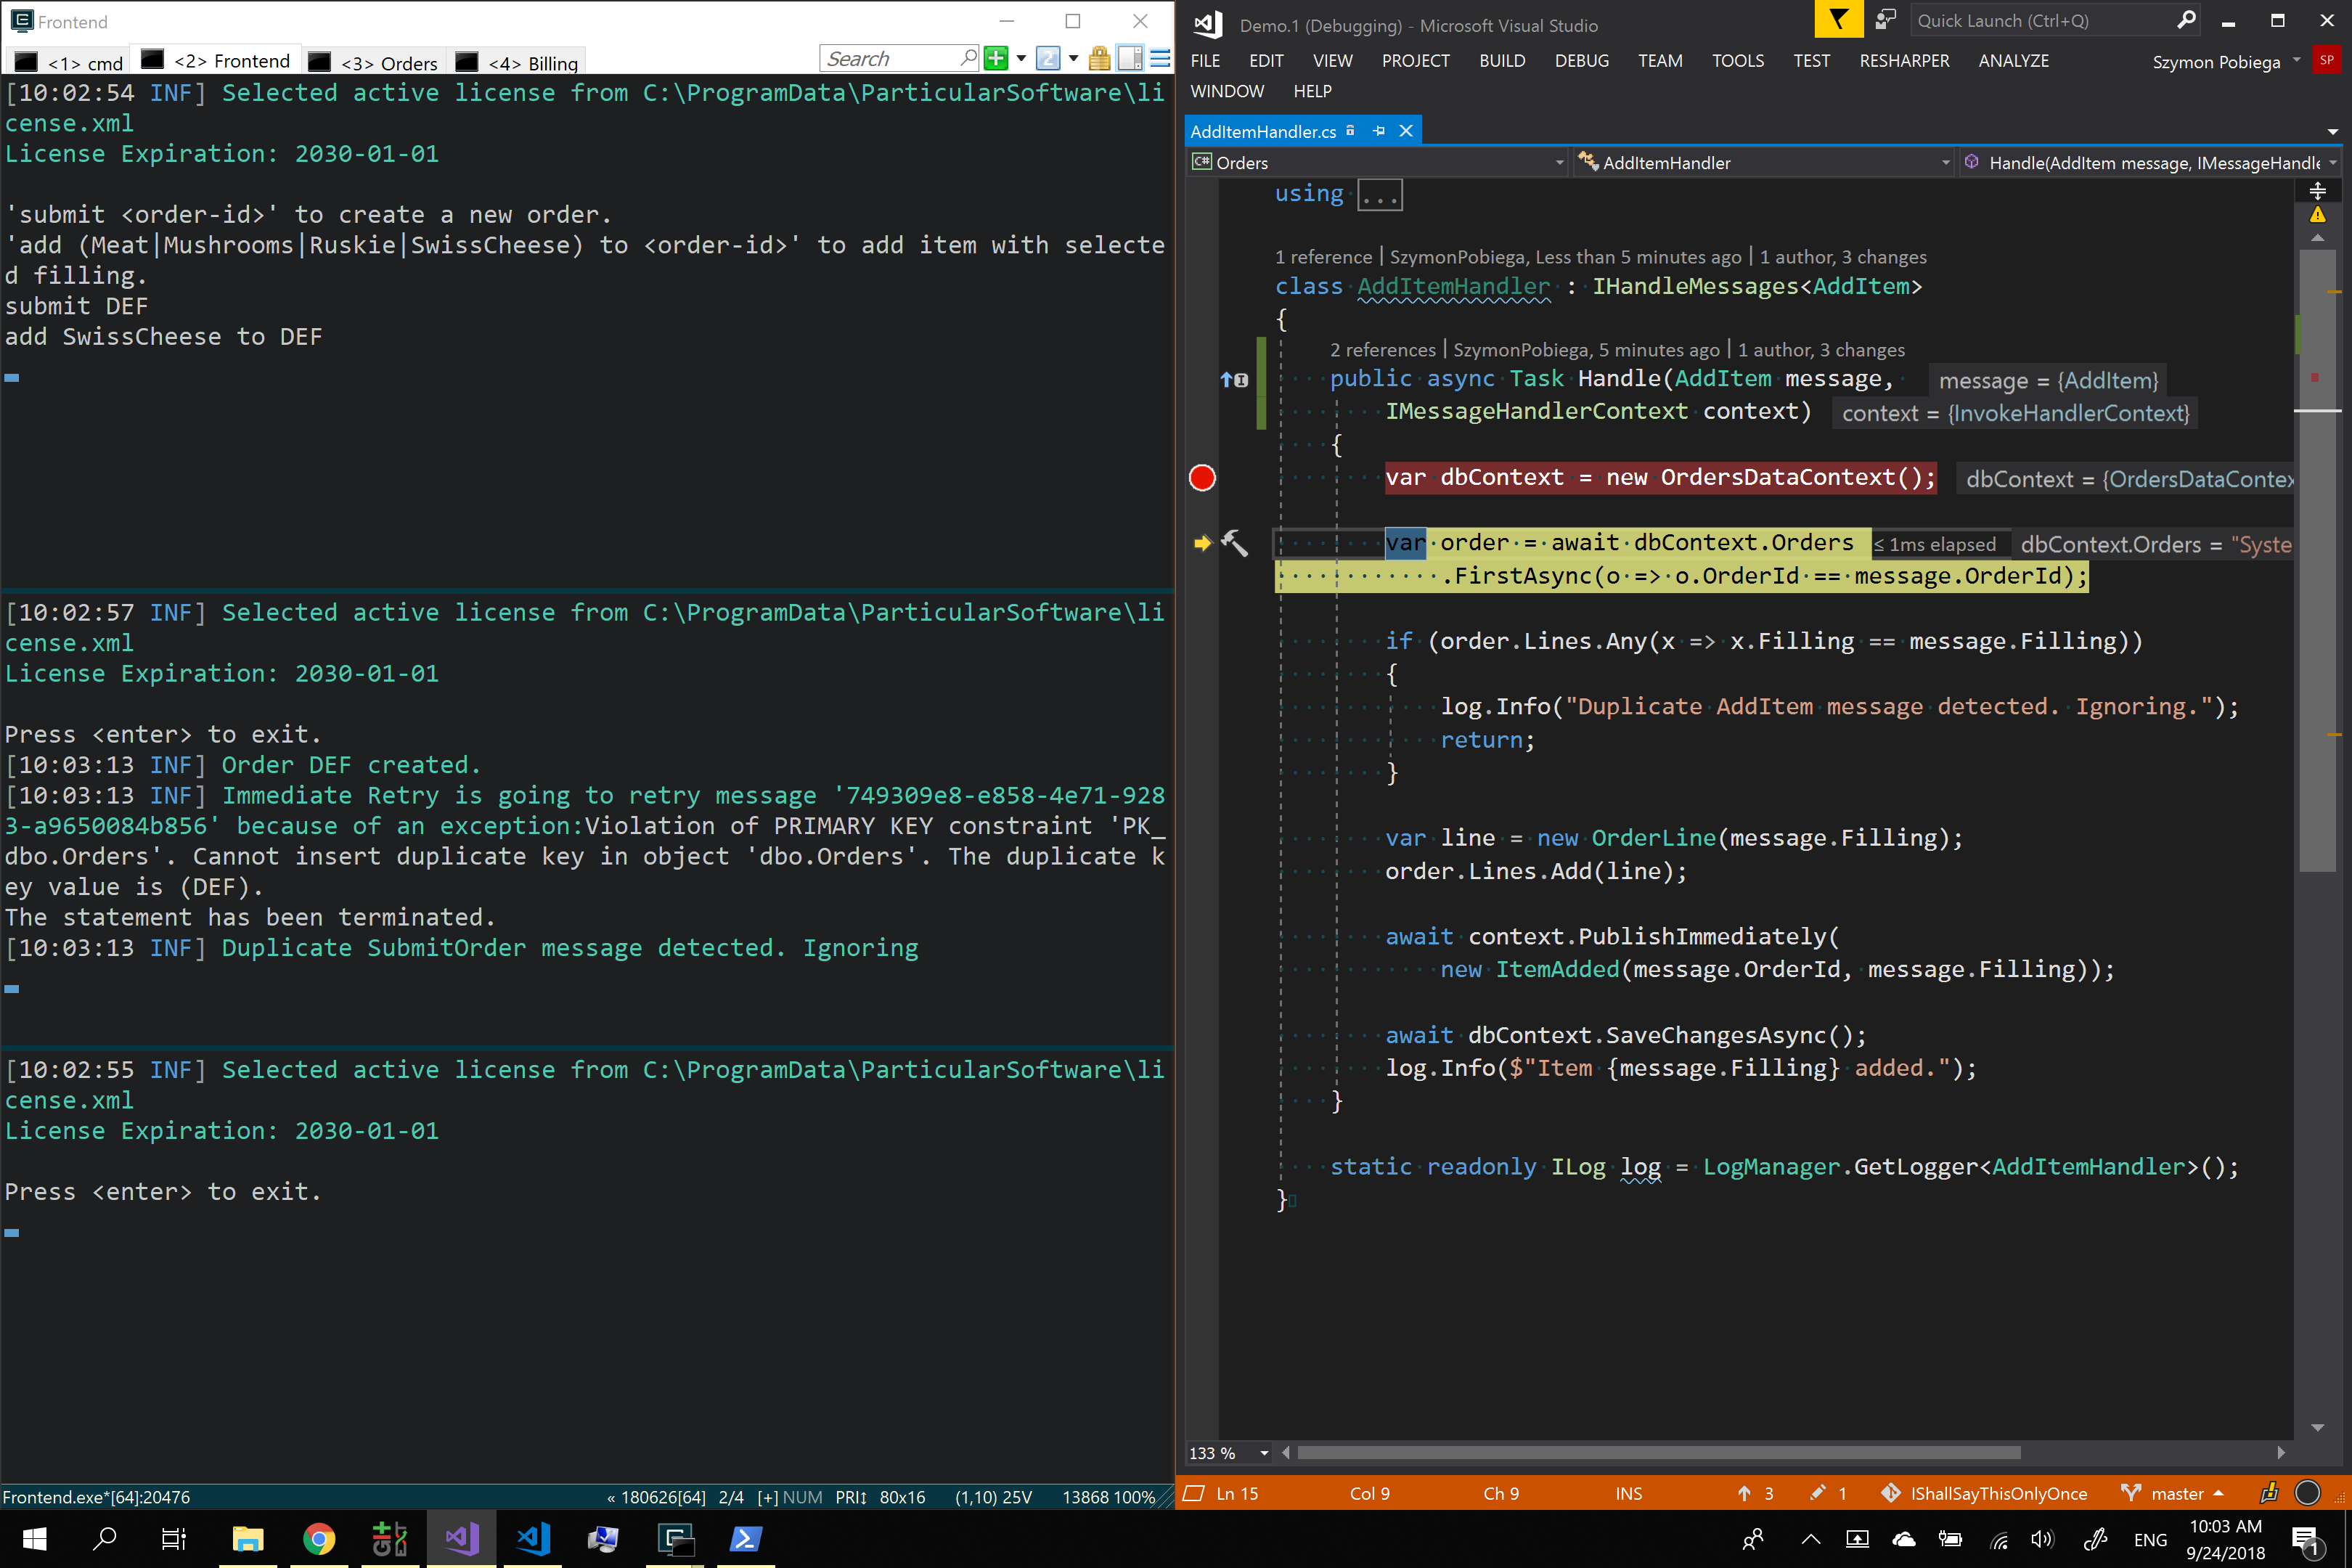 Frontend
<1> cmd
<2> Frontend
<3> Orders
<4> Billing
Search
[10:02:54 INF] Selected active license from C:\ProgramData\ParticularSoftware\li
cense.xml
License Expiration: 2030-01-01
'submit <order-id>' to create a new order.
'add (Meat|Mushrooms|Ruskie|SwissCheese) to <order-id>' to add item with selecte
d filling.
submit DEF
add SwissCheese to DEF
[10:02:57 INF] Selected active license from C:\ProgramData\ParticularSoftware\li
cense.xml
License Expiration: 2030-01-01
Press <enter> to exit.
[10:03:13 INF] Order DEF created.
[10:03:13 INF] Immediate Retry is going to retry message '749309e8-e858-4e71-928
3-a9650084b856' because of an exception:Violation of PRIMARY KEY constraint 'PK_
dbo.Orders'. Cannot insert duplicate key in object 'dbo.Orders'. The duplicate k
ey value is (DEF).
The statement has been terminated.
[10:03:13 INF] Duplicate SubmitOrder message detected. Ignoring
[10:02:55 INF] Selected active license from C:\ProgramData\ParticularSoftware\li
cense.xml
License Expiration: 2030-01-01
Press <enter> to exit.
Frontend.exe*[64]:20476
« 180626[64] 2/4 [+] NUM PRI↕ 80x16 (1,10) 25V 13868 100%
Demo.1 (Debugging) - Microsoft Visual Studio
Quick Launch (Ctrl+Q)
FILE EDIT VIEW PROJECT BUILD DEBUG TEAM TOOLS TEST RESHARPER ANALYZE
Szymon Pobiega SP
WINDOW HELP
AddItemHandler.cs
C# Orders
AddItemHandler
Handle(AddItem message, IMessageHandle
using ...
1 reference | SzymonPobiega, Less than 5 minutes ago | 1 author, 3 changes
class AddItemHandler : IHandleMessages<AddItem>
{
2 references | SzymonPobiega, 5 minutes ago | 1 author, 3 changes
public async Task Handle(AddItem message, message = {AddItem}
IMessageHandlerContext context) context = {InvokeHandlerContext}
{
var dbContext = new OrdersDataContext(); dbContext = {OrdersDataContex
var order = await dbContext.Orders ≤ 1ms elapsed dbContext.Orders = "Syste
.FirstAsync(o => o.OrderId == message.OrderId);
if (order.Lines.Any(x => x.Filling == message.Filling))
{
log.Info("Duplicate AddItem message detected. Ignoring.");
return;
}
var line = new OrderLine(message.Filling);
order.Lines.Add(line);
await context.PublishImmediately(
new ItemAdded(message.OrderId, message.Filling));
await dbContext.SaveChangesAsync();
log.Info($"Item {message.Filling} added.");
}
static readonly ILog log = LogManager.GetLogger<AddItemHandler>();
}
133 %
Ln 15 Col 9 Ch 9 INS 3 1 IShallSayThisOnlyOnce master
ENG
10:03 AM
9/24/2018
1